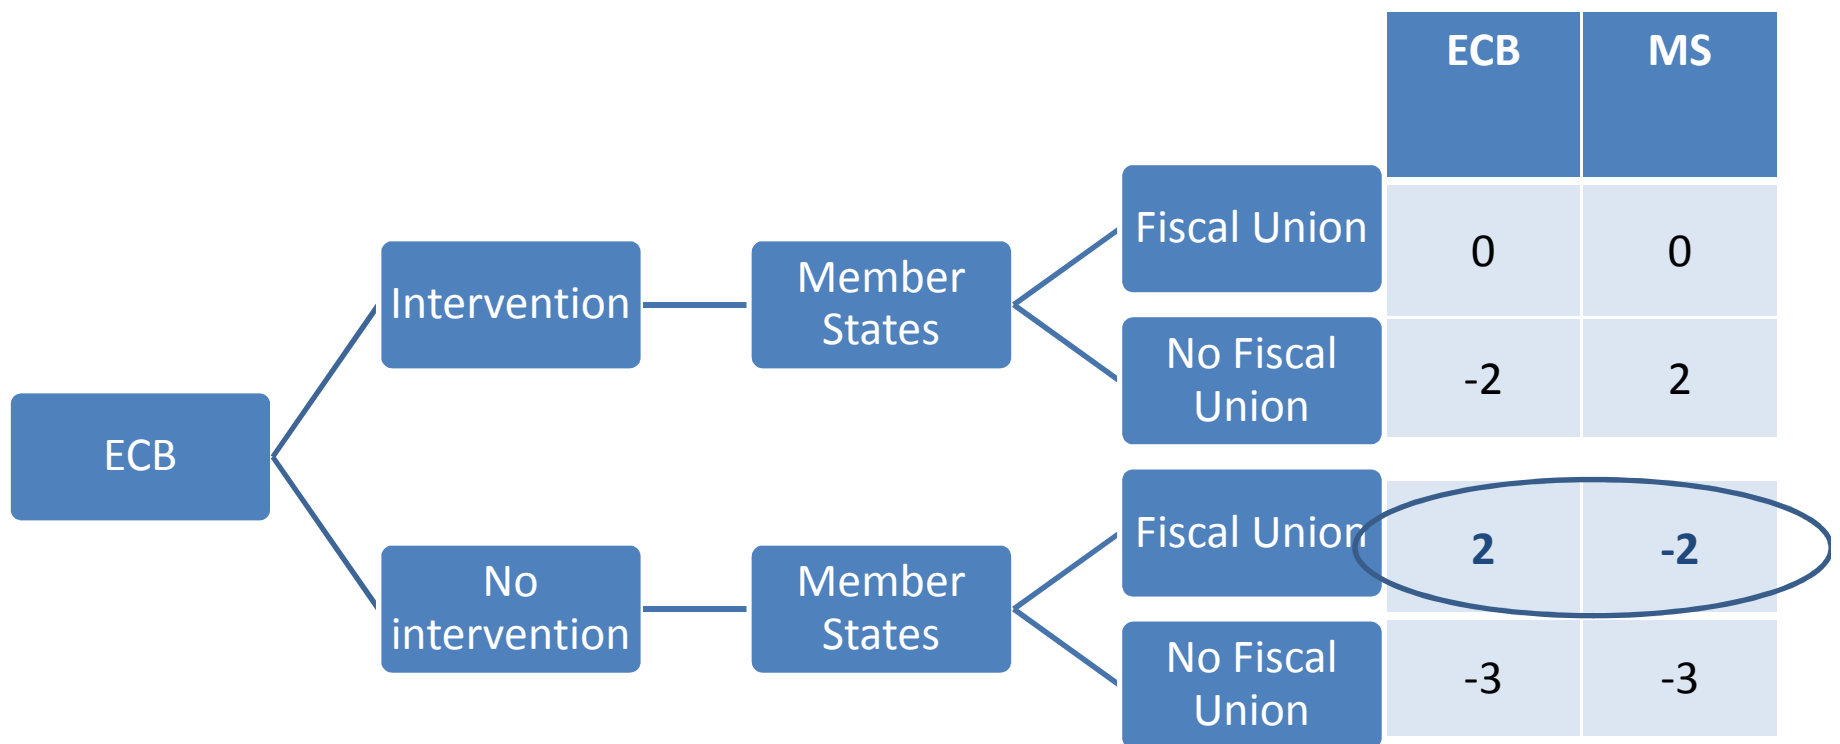 ECB MS
Fiscal Union 0 0
Intervention
Member
States
No Fiscal
Union
-2 2
ECB
Fiscal Union 2 -2
No
intervention
Member
States
No Fiscal
Union
-3 -3